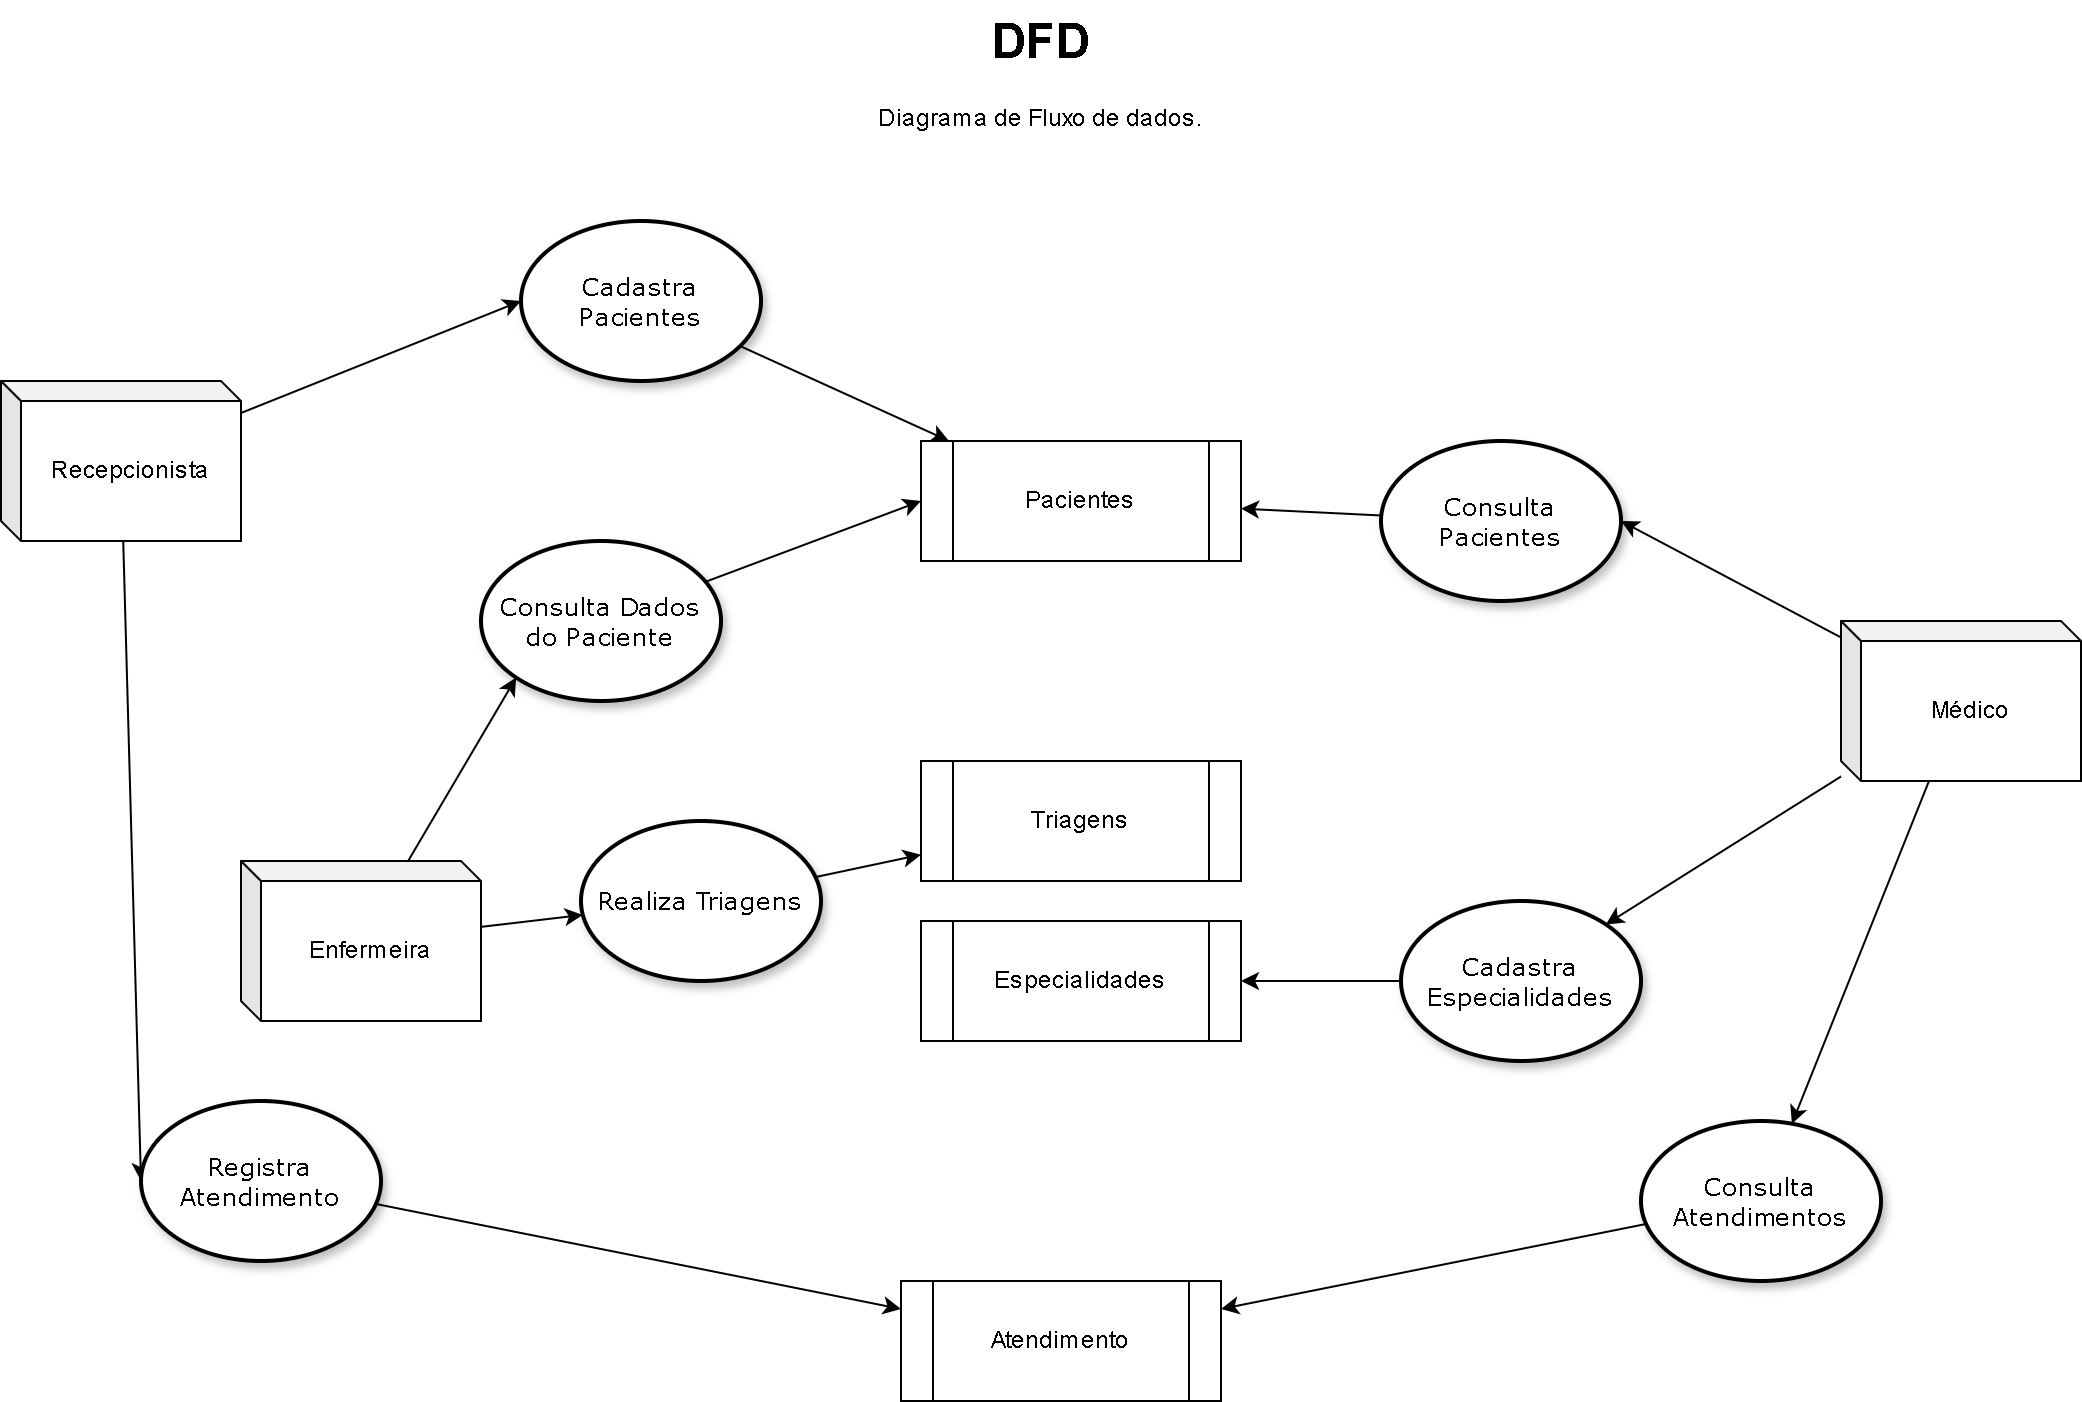 DFD
Diagrama de Fluxo de dados.
Cadastra
Pacientes
Recepcionista
Pacientes
Consulta
Pacientes
Consulta Dados
do Paciente
Médico
Triagens
Realiza Triagens
Enfermeira
Especialidades
Cadastra
Especialidades
Registra
Atendimento
Consulta
Atendimentos
Atendimento